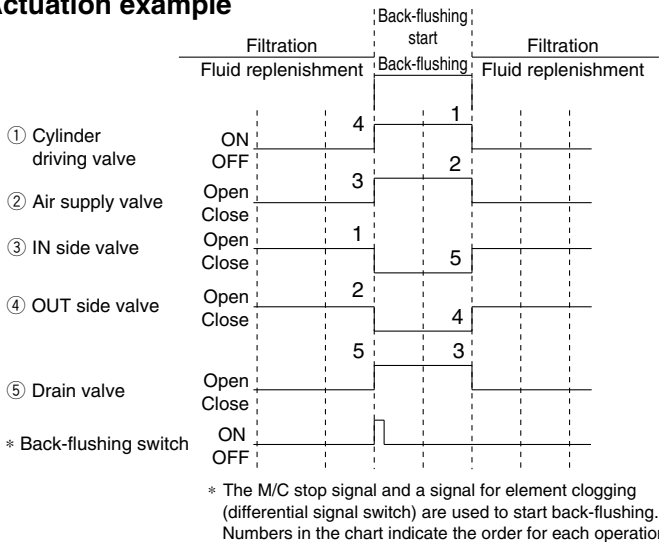 Actuation example
Back-flushing
start
Filtration
Filtration
Fluid replenishment
Back-flushing
Fluid replenishment
① Cylinder
driving valve
ON
OFF
4
1
② Air supply valve
Open
Close
3
2
③ IN side valve
Open
Close
1
5
④ OUT side valve
Open
Close
2
4
⑤ Drain valve
Open
Close
5
3
* Back-flushing switch
ON
OFF
* The M/C stop signal and a signal for element clogging
(differential signal switch) are used to start back-flushing.
Numbers in the chart indicate the order for each operation